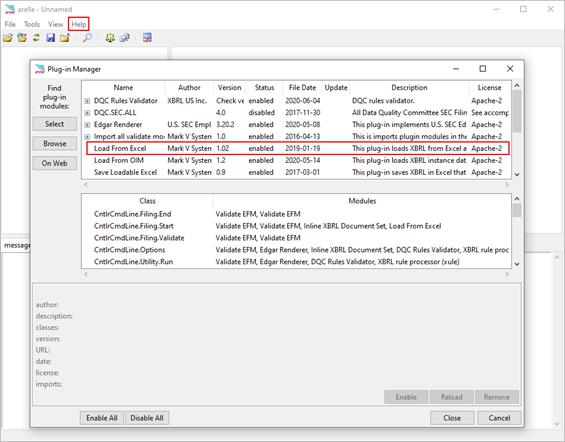 arelle - Unnamed
File Tools View Help
Plug-in Manager
Find plug-in modules:
Select
Browse
On Web
Name Author Version Status File Date Update Description License
DQC Rules Validator XBRL US Inc. Check ve enabled 2020-06-04 DQC rules validator. Apache-2
DQC.SEC.ALL Mark V System 4.0 disabled 2017-11-30 All Data Quality Committee SEC Filin See accomp
Edgar Renderer U.S. SEC Empl 3.20.2 enabled 2020-05-08 This plug-in implements U.S. SEC Ed Apache-2
Import all validate mod Mark V System 1.0 enabled 2016-04-13 This is imports plugin modules in the Apache-2
Load From Excel Mark V System 1.02 enabled 2019-01-19 This plug-in loads XBRL from Excel a Apache-2
Load From OIM Mark V System 1.2 enabled 2020-05-14 This plug-in loads XBRL instance dat Apache-2
Save Loadable Excel Mark V System 0.9 enabled 2017-03-01 This plug-in saves XBRL in Excel that Apache-2
Class Modules
CntlrCmdLine.Filing.End Validate EFM, Validate EFM
CntlrCmdLine.Filing.Start Validate EFM, Validate EFM, Inline XBRL Document Set, Load From Excel
CntlrCmdLine.Filing.Validate Validate EFM, Validate EFM
CntlrCmdLine.Options Validate EFM, Edgar Renderer, Inline XBRL Document Set, DQC Rules Validator, XBRL rule proc
CntlrCmdLine.Utility.Run Validate EFM, Edgar Renderer, DQC Rules Validator, XBRL rule processor (xule)
message
author:
description:
classes:
version:
URL:
date:
license:
imports:
Enable Reload Remove
Enable All Disable All Close Cancel